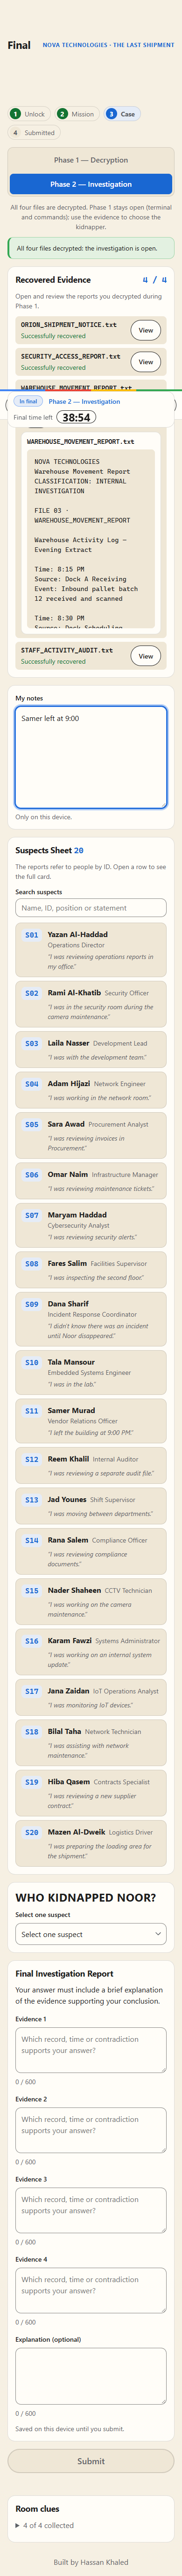 Final
NOVA TECHNOLOGIES · THE LAST SHIPMENT
1 Unlock
2 Mission
3 Case
4 Submitted
Phase 1 — Decryption
Phase 2 — Investigation
All four files are decrypted. Phase 1 stays open (terminal
and commands): use the evidence to choose the
kidnapper.
All four files decrypted: the investigation is open.
Recovered Evidence
4 / 4
Open and review the reports you decrypted during
Phase 1.
ORION_SHIPMENT_NOTICE.txt
Successfully recovered
View
SECURITY_ACCESS_REPORT.txt
Successfully recovered
View
WAREHOUSE_MOVEMENT_REPORT.txt
In final
Phase 2 — Investigation
Final time left
38:54
WAREHOUSE_MOVEMENT_REPORT.txt
NOVA TECHNOLOGIES
Warehouse Movement Report
CLASSIFICATION: INTERNAL
INVESTIGATION
FILE 03 -
WAREHOUSE_MOVEMENT_REPORT
Warehouse Activity Log —
Evening Extract
Time: 8:15 PM
Source: Dock A Receiving
Event: Inbound pallet batch
12 received and scanned
Time: 8:30 PM
Source: Dock Scheduling
STAFF_ACTIVITY_AUDIT.txt
Successfully recovered
View
My notes
Samer left at 9:00
Only on this device.
Suspects Sheet 20
The reports refer to people by ID. Open a row to see
the full card.
Search suspects
Name, ID, position or statement
S01 Yazan Al-Haddad
Operations Director
"I was reviewing operations reports in
my office."
S02 Rami Al-Khatib Security Officer
"I was in the security room during the
camera maintenance."
S03 Laila Nasser Development Lead
"I was with the development team."
S04 Adam Hijazi Network Engineer
"I was working in the network room."
S05 Sara Awad Procurement Analyst
"I was reviewing invoices in
Procurement."
S06 Omar Naim Infrastructure Manager
"I was reviewing maintenance tickets."
S07 Maryam Haddad
Cybersecurity Analyst
"I was reviewing security alerts."
S08 Fares Salim Facilities Supervisor
"I was inspecting the second floor."
S09 Dana Sharif
Incident Response Coordinator
"I didn't know there was an incident
until Noor disappeared."
S10 Tala Mansour
Embedded Systems Engineer
"I was in the lab."
S11 Samer Murad
Vendor Relations Officer
"I left the building at 9:00 PM."
S12 Reem Khalil Internal Auditor
"I was reviewing a separate audit file."
S13 Jad Younes Shift Supervisor
"I was moving between departments."
S14 Rana Salem Compliance Officer
"I was reviewing compliance
documents."
S15 Nader Shaheen CCTV Technician
"I was working on the camera
maintenance."
S16 Karam Fawzi Systems Administrator
"I was working on an internal system
update."
S17 Jana Zaidan IoT Operations Analyst
"I was monitoring IoT devices."
S18 Bilal Taha Network Technician
"I was assisting with network
maintenance."
S19 Hiba Qasem Contracts Specialist
"I was reviewing a new supplier
contract."
S20 Mazen Al-Dweik Logistics Driver
"I was preparing the loading area for
the shipment."
WHO KIDNAPPED NOOR?
Select one suspect
Select one suspect
Final Investigation Report
Your answer must include a brief explanation
of the evidence supporting your conclusion.
Evidence 1
Which record, time or contradiction
supports your answer?
0 / 600
Evidence 2
Which record, time or contradiction
supports your answer?
0 / 600
Evidence 3
Which record, time or contradiction
supports your answer?
0 / 600
Evidence 4
Which record, time or contradiction
supports your answer?
0 / 600
Explanation (optional)
0 / 600
Saved on this device until you submit.
Submit
Room clues
4 of 4 collected
Built by Hassan Khaled